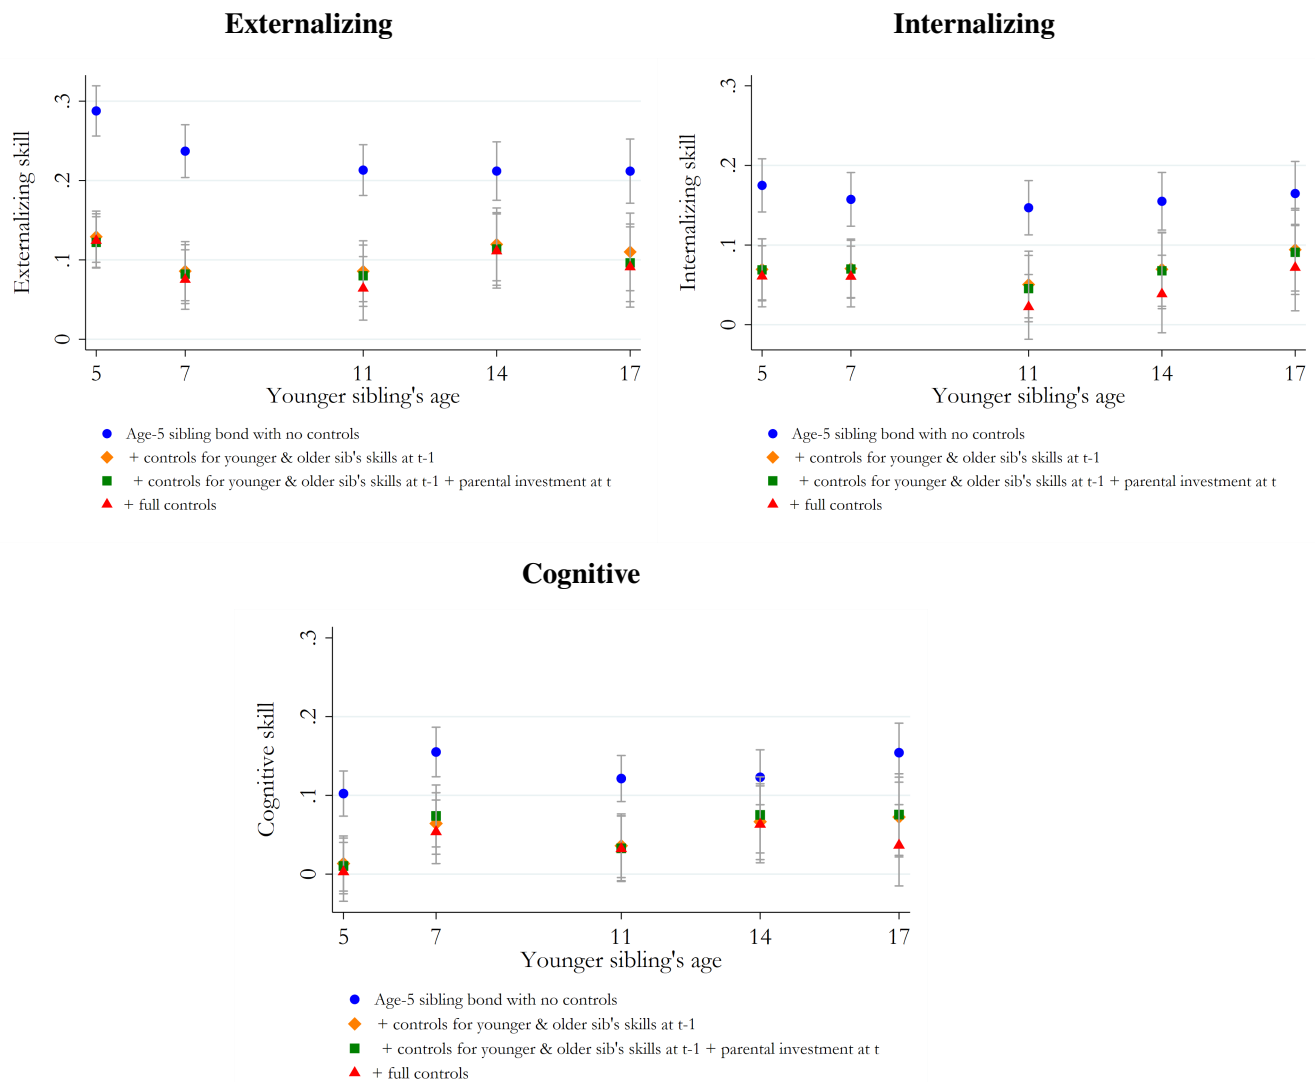 Externalizing
Externalizing skill
.3
.2
.1
0
5 7 11 14 17
Younger sibling's age
Age-5 sibling bond with no controls
+ controls for younger & older sib's skills at t-1
+ controls for younger & older sib's skills at t-1 + parental investment at t
+ full controls
Internalizing
Internalizing skill
.3
.2
.1
0
5 7 11 14 17
Younger sibling's age
Age-5 sibling bond with no controls
+ controls for younger & older sib's skills at t-1
+ controls for younger & older sib's skills at t-1 + parental investment at t
+ full controls
Cognitive
Cognitive skill
.3
.2
.1
0
5 7 11 14 17
Younger sibling's age
Age-5 sibling bond with no controls
+ controls for younger & older sib's skills at t-1
+ controls for younger & older sib's skills at t-1 + parental investment at t
+ full controls